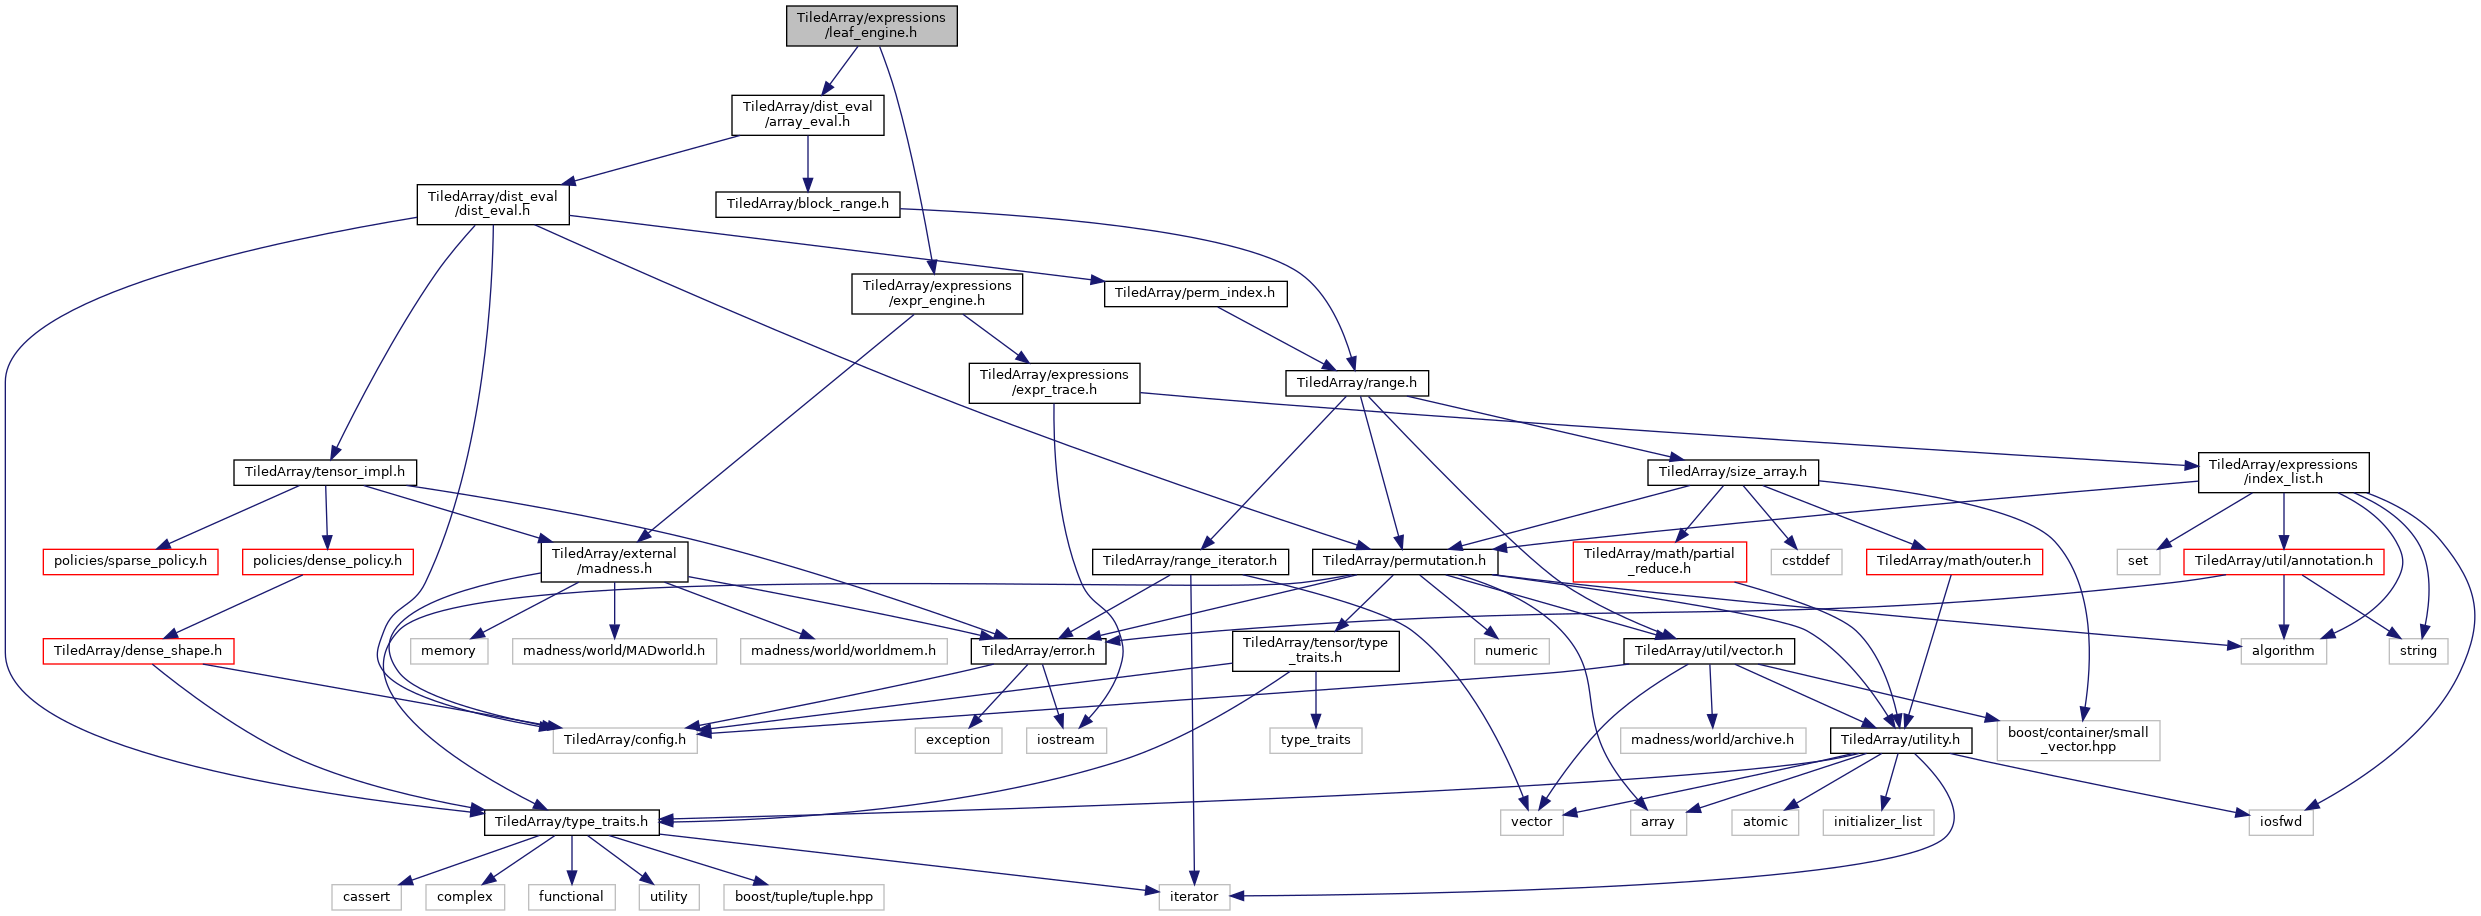 TiledArray/expressions
/leaf_engine.h
TiledArray/dist_eval
/array_eval.h
TiledArray/dist_eval
/dist_eval.h
TiledArray/block_range.h
TiledArray/expressions
/expr_engine.h
TiledArray/perm_index.h
TiledArray/expressions
/expr_trace.h
TiledArray/range.h
TiledArray/tensor_impl.h
TiledArray/size_array.h
TiledArray/expressions
/index_list.h
policies/sparse_policy.h
policies/dense_policy.h
TiledArray/external
/madness.h
TiledArray/range_iterator.h
TiledArray/permutation.h
TiledArray/math/partial
_reduce.h
cstddef
TiledArray/math/outer.h
set
TiledArray/util/annotation.h
TiledArray/dense_shape.h
memory
madness/world/MADworld.h
madness/world/worldmem.h
TiledArray/error.h
TiledArray/tensor/type
_traits.h
numeric
TiledArray/util/vector.h
algorithm
string
TiledArray/config.h
exception
iostream
type_traits
madness/world/archive.h
TiledArray/utility.h
boost/container/small
_vector.hpp
TiledArray/type_traits.h
vector
array
atomic
initializer_list
iosfwd
cassert
complex
functional
utility
boost/tuple/tuple.hpp
iterator